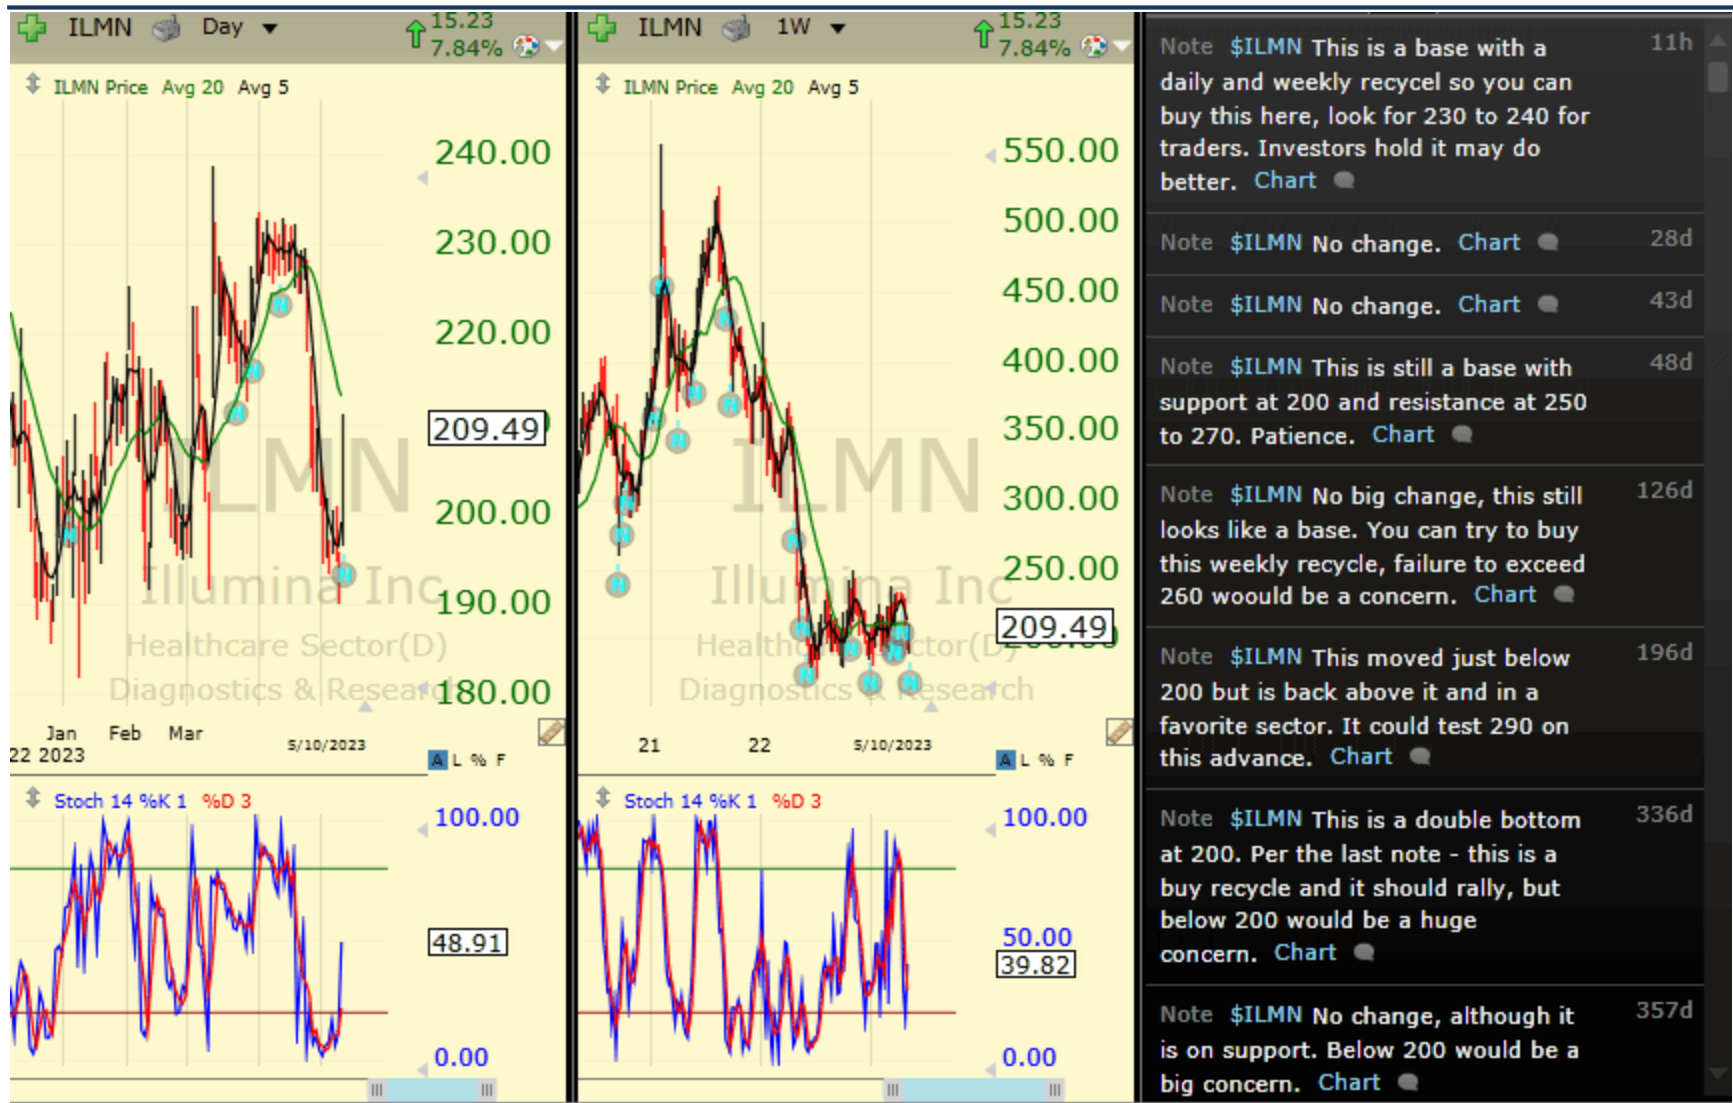 ILMN Day 15.23
7.84%
ILMN Price Avg 20 Avg 5
240.00
230.00
220.00
209.49
200.00
190.00
180.00
ILMN
Illumina Inc
Healthcare Sector(D)
Diagnostics & Research
Jan Feb Mar 5/10/2023
22 2023
A L % F
Stoch 14 %K 1 %D 3
100.00
48.91
0.00
ILMN 1W 15.23
7.84%
ILMN Price Avg 20 Avg 5
550.00
500.00
450.00
400.00
350.00
300.00
250.00
209.49
ILMN
Illumina Inc
Healthcare Sector(D)
Diagnostics & Research
21 22 5/10/2023
A L % F
Stoch 14 %K 1 %D 3
100.00
50.00
39.82
0.00
Note $ILMN This is a base with a 11h
daily and weekly recycel so you can
buy this here, look for 230 to 240 for
traders. Investors hold it may do
better. Chart
Note $ILMN No change. Chart 28d
Note $ILMN No change. Chart 43d
Note $ILMN This is still a base with 48d
support at 200 and resistance at 250
to 270. Patience. Chart
Note $ILMN No big change, this still 126d
looks like a base. You can try to buy
this weekly recycle, failure to exceed
260 woould be a concern. Chart
Note $ILMN This moved just below 196d
200 but is back above it and in a
favorite sector. It could test 290 on
this advance. Chart
Note $ILMN This is a double bottom 336d
at 200. Per the last note - this is a
buy recycle and it should rally, but
below 200 would be a huge
concern. Chart
Note $ILMN No change, although it 357d
is on support. Below 200 would be a
big concern. Chart